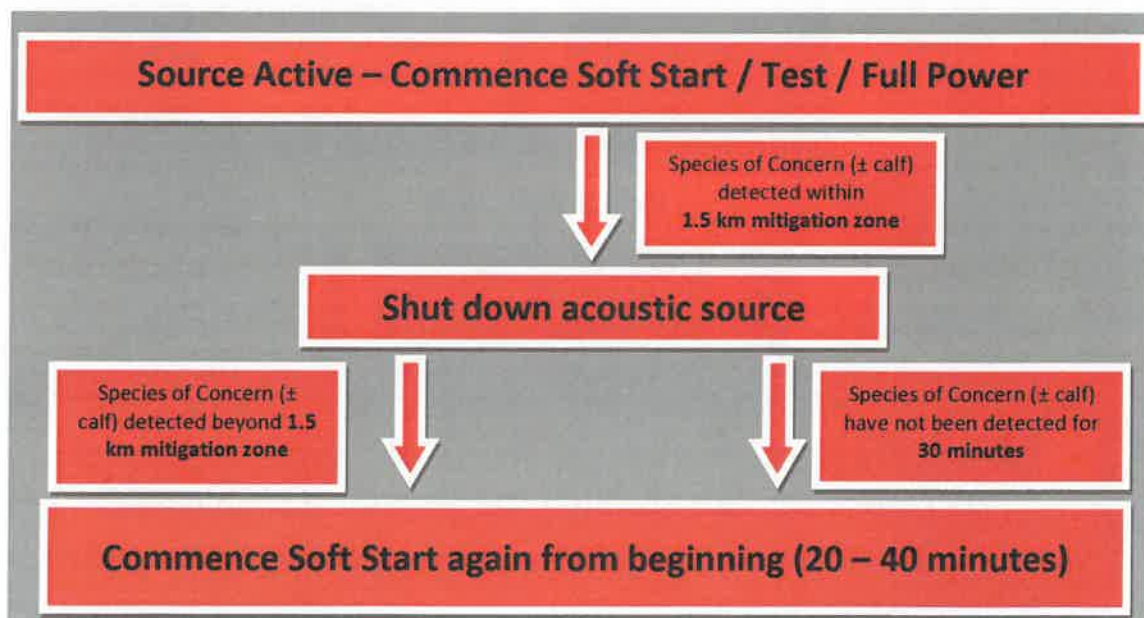 Source Active – Commence Soft Start / Test / Full Power
Species of Concern (± calf)
detected within
1.5 km mitigation zone
Shut down acoustic source
Species of Concern (±
calf) detected beyond 1.5
km mitigation zone
Species of Concern (± calf)
have not been detected for
30 minutes
Commence Soft Start again from beginning (20 – 40 minutes)